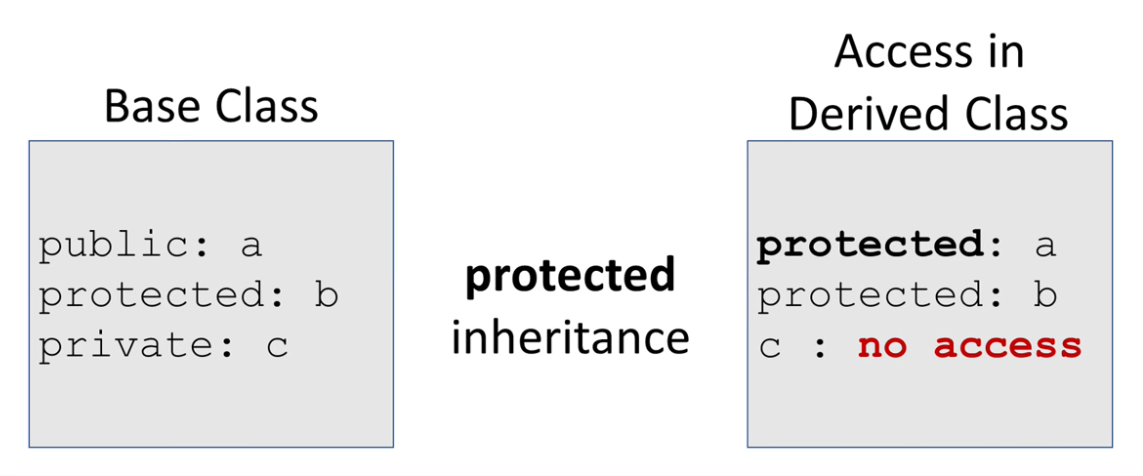 Base Class
public: a
protected: b
private: c
protected
inheritance
Access in
Derived Class
protected: a
protected: b
c : no access